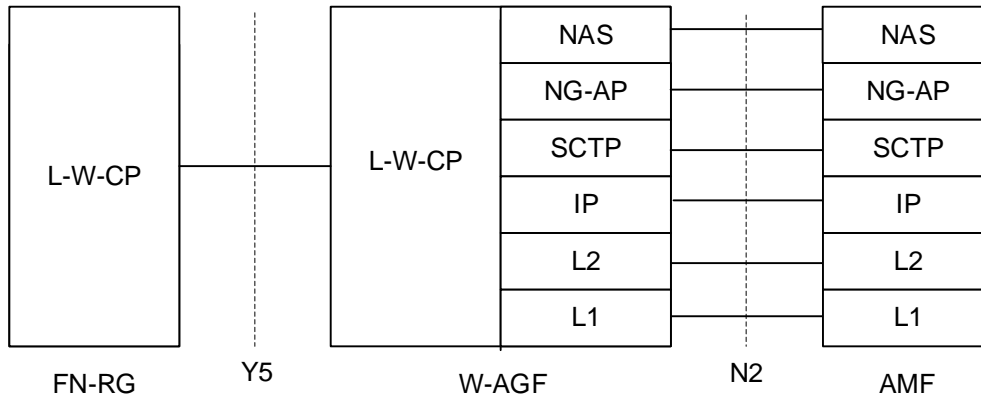 NAS NAS
NG-AP NG-AP
L-W-CP L-W-CP SCTP SCTP
IP IP
L2 L2
L1 L1
FN-RG Y5 W-AGF N2 AMF